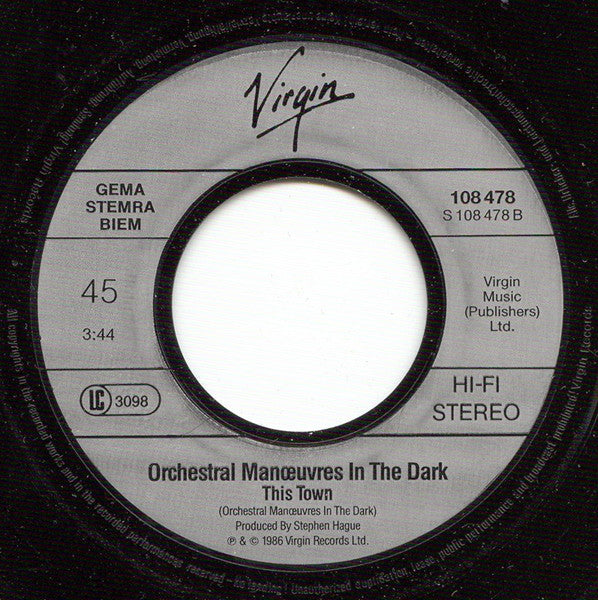 Virgin
GEMA
STEMRA
BIEM
108 478
S 108 478 B
45
3:44
Virgin
Music
(Publishers)
Ltd.
LC 3098
HI-FI
STEREO
Orchestral Manœuvres In The Dark
This Town
(Orchestral Manœuvres In The Dark)
Produced By Stephen Hague
℗ & © 1986 Virgin Records Ltd.